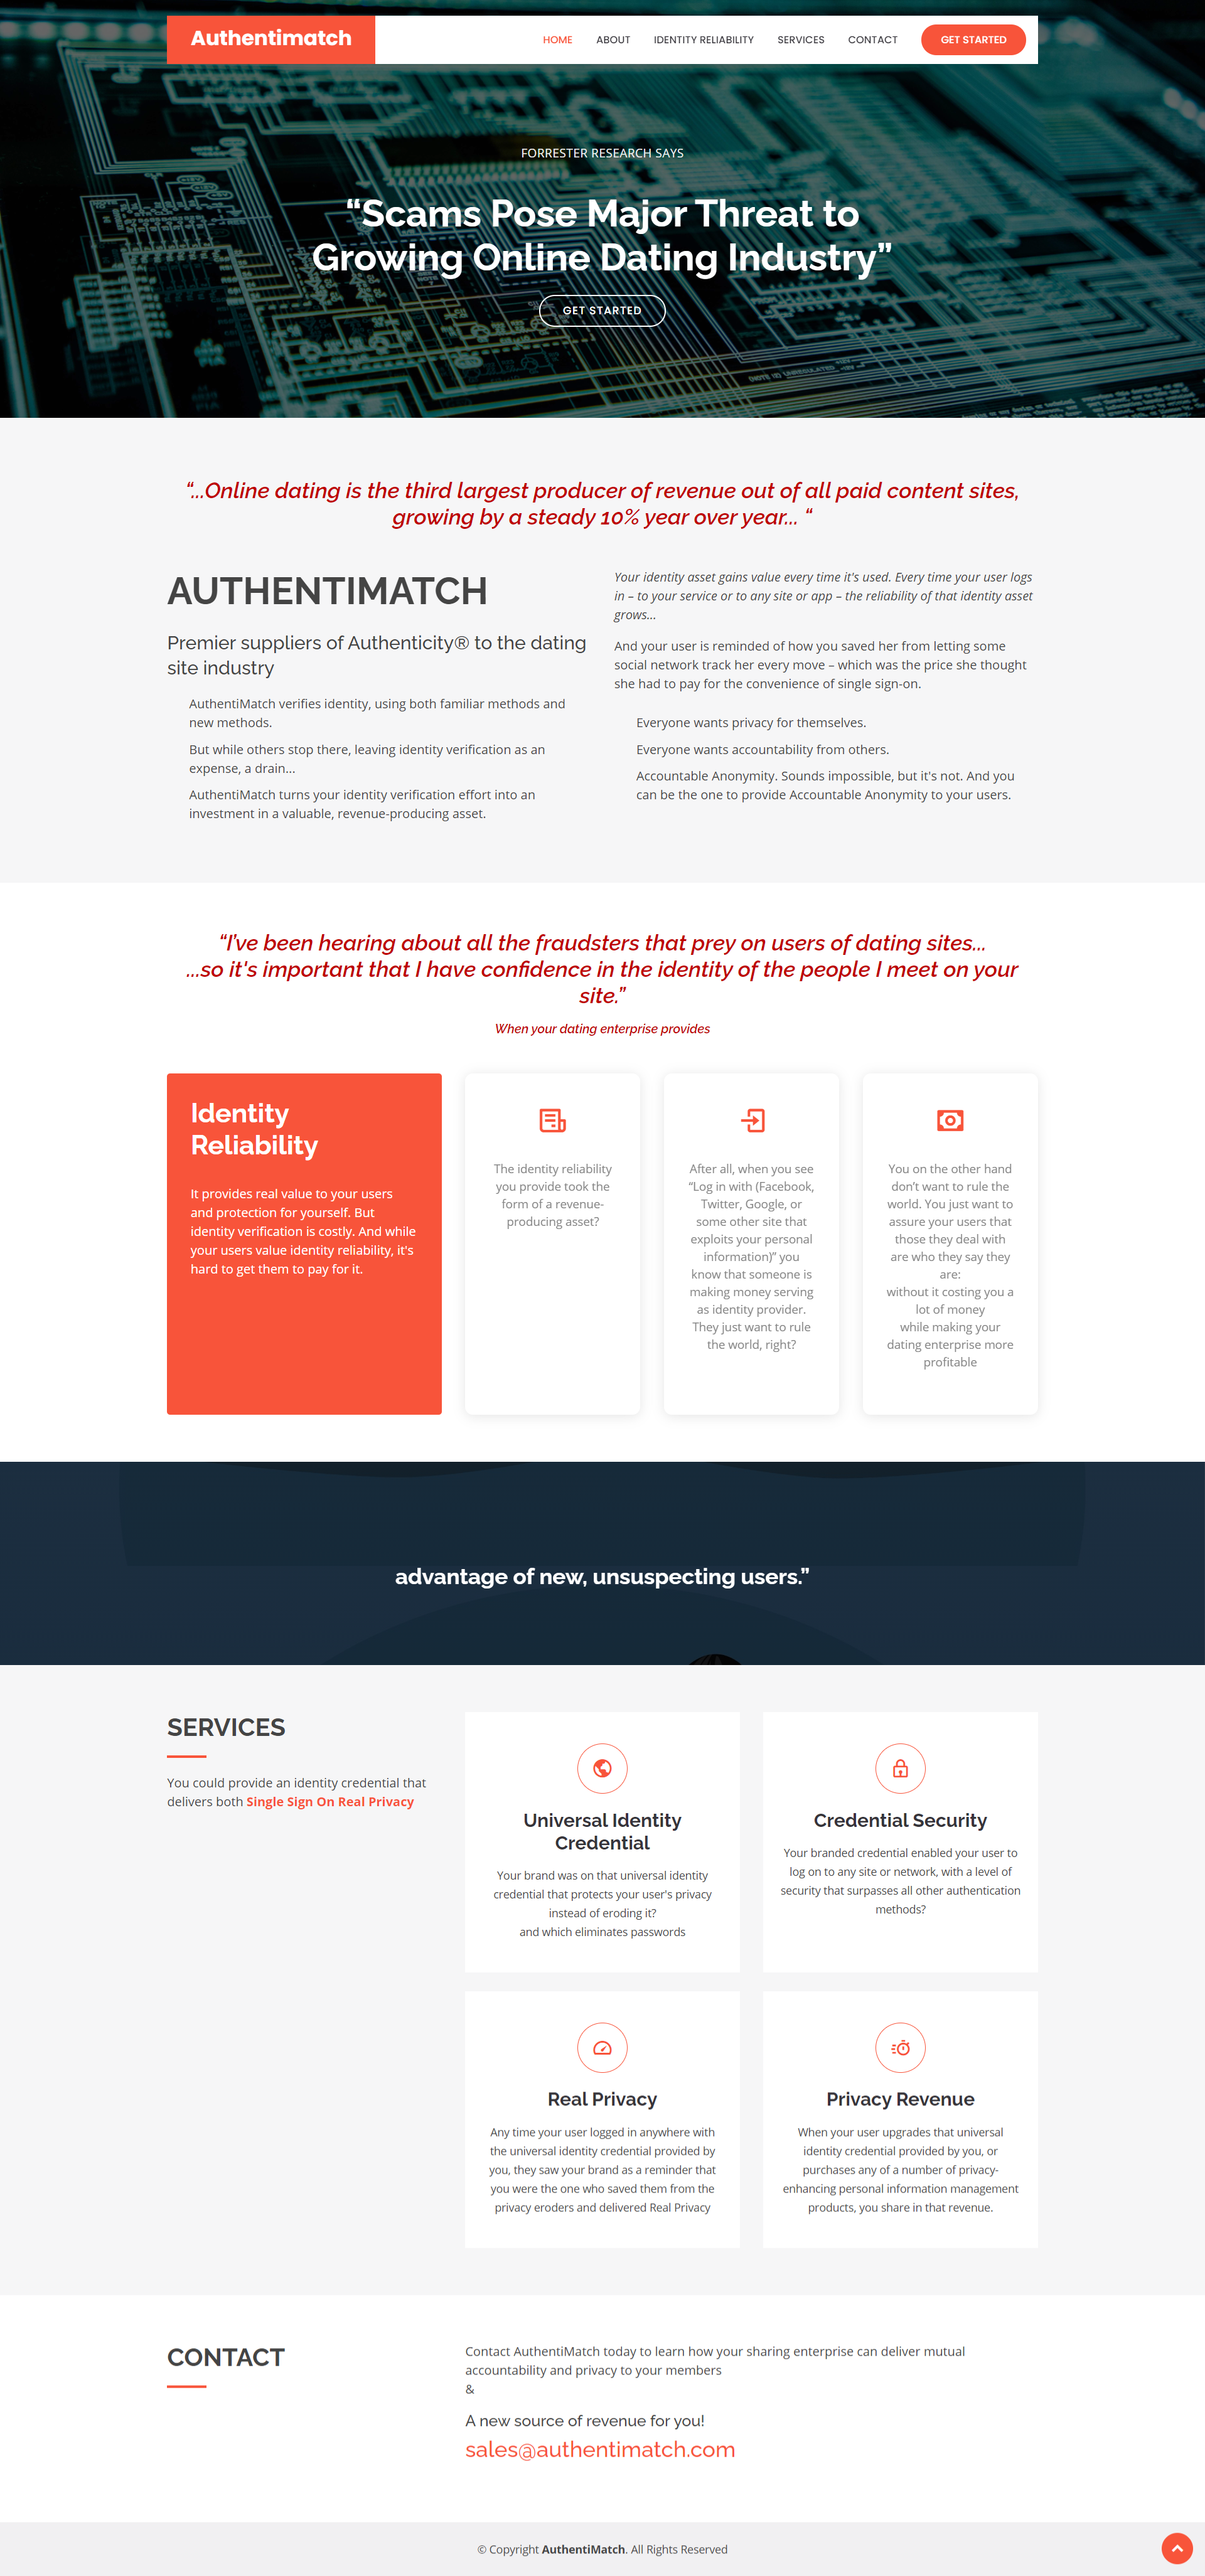 Authentimatch
HOME
ABOUT
IDENTITY RELIABILITY
SERVICES
CONTACT
GET STARTED
FORRESTER RESEARCH SAYS
“Scams Pose Major Threat to
Growing Online Dating Industry”
GET STARTED
“...Online dating is the third largest producer of revenue out of all paid content sites,
growing by a steady 10% year over year... “
AUTHENTIMATCH
Premier suppliers of Authenticity® to the dating
site industry
AuthentiMatch verifies identity, using both familiar methods and
new methods.
But while others stop there, leaving identity verification as an
expense, a drain...
AuthentiMatch turns your identity verification effort into an
investment in a valuable, revenue-producing asset.
Your identity asset gains value every time it's used. Every time your user logs
in – to your service or to any site or app – the reliability of that identity asset
grows...
And your user is reminded of how you saved her from letting some
social network track her every move – which was the price she thought
she had to pay for the convenience of single sign-on.
Everyone wants privacy for themselves.
Everyone wants accountability from others.
Accountable Anonymity. Sounds impossible, but it's not. And you
can be the one to provide Accountable Anonymity to your users.
“I’ve been hearing about all the fraudsters that prey on users of dating sites...
...so it's important that I have confidence in the identity of the people I meet on your
site.”
When your dating enterprise provides
Identity
Reliability
It provides real value to your users
and protection for yourself. But
identity verification is costly. And while
your users value identity reliability, it's
hard to get them to pay for it.
The identity reliability
you provide took the
form of a revenue-
producing asset?
After all, when you see
“Log in with (Facebook,
Twitter, Google, or
some other site that
exploits your personal
information)” you
know that someone is
making money serving
as identity provider.
They just want to rule
the world, right?
You on the other hand
don’t want to rule the
world. You just want to
assure your users that
those they deal with
are who they say they
are:
without it costing you a
lot of money
while making your
dating enterprise more
profitable
advantage of new, unsuspecting users.”
SERVICES
You could provide an identity credential that
delivers both Single Sign On Real Privacy
Universal Identity
Credential
Your brand was on that universal identity
credential that protects your user's privacy
instead of eroding it?
and which eliminates passwords
Credential Security
Your branded credential enabled your user to
log on to any site or network, with a level of
security that surpasses all other authentication
methods?
Real Privacy
Any time your user logged in anywhere with
the universal identity credential provided by
you, they saw your brand as a reminder that
you were the one who saved them from the
privacy eroders and delivered Real Privacy
Privacy Revenue
When your user upgrades that universal
identity credential provided by you, or
purchases any of a number of privacy-
enhancing personal information management
products, you share in that revenue.
CONTACT
Contact AuthentiMatch today to learn how your sharing enterprise can deliver mutual
accountability and privacy to your members
&
A new source of revenue for you!
sales@authentimatch.com
© Copyright AuthentiMatch. All Rights Reserved